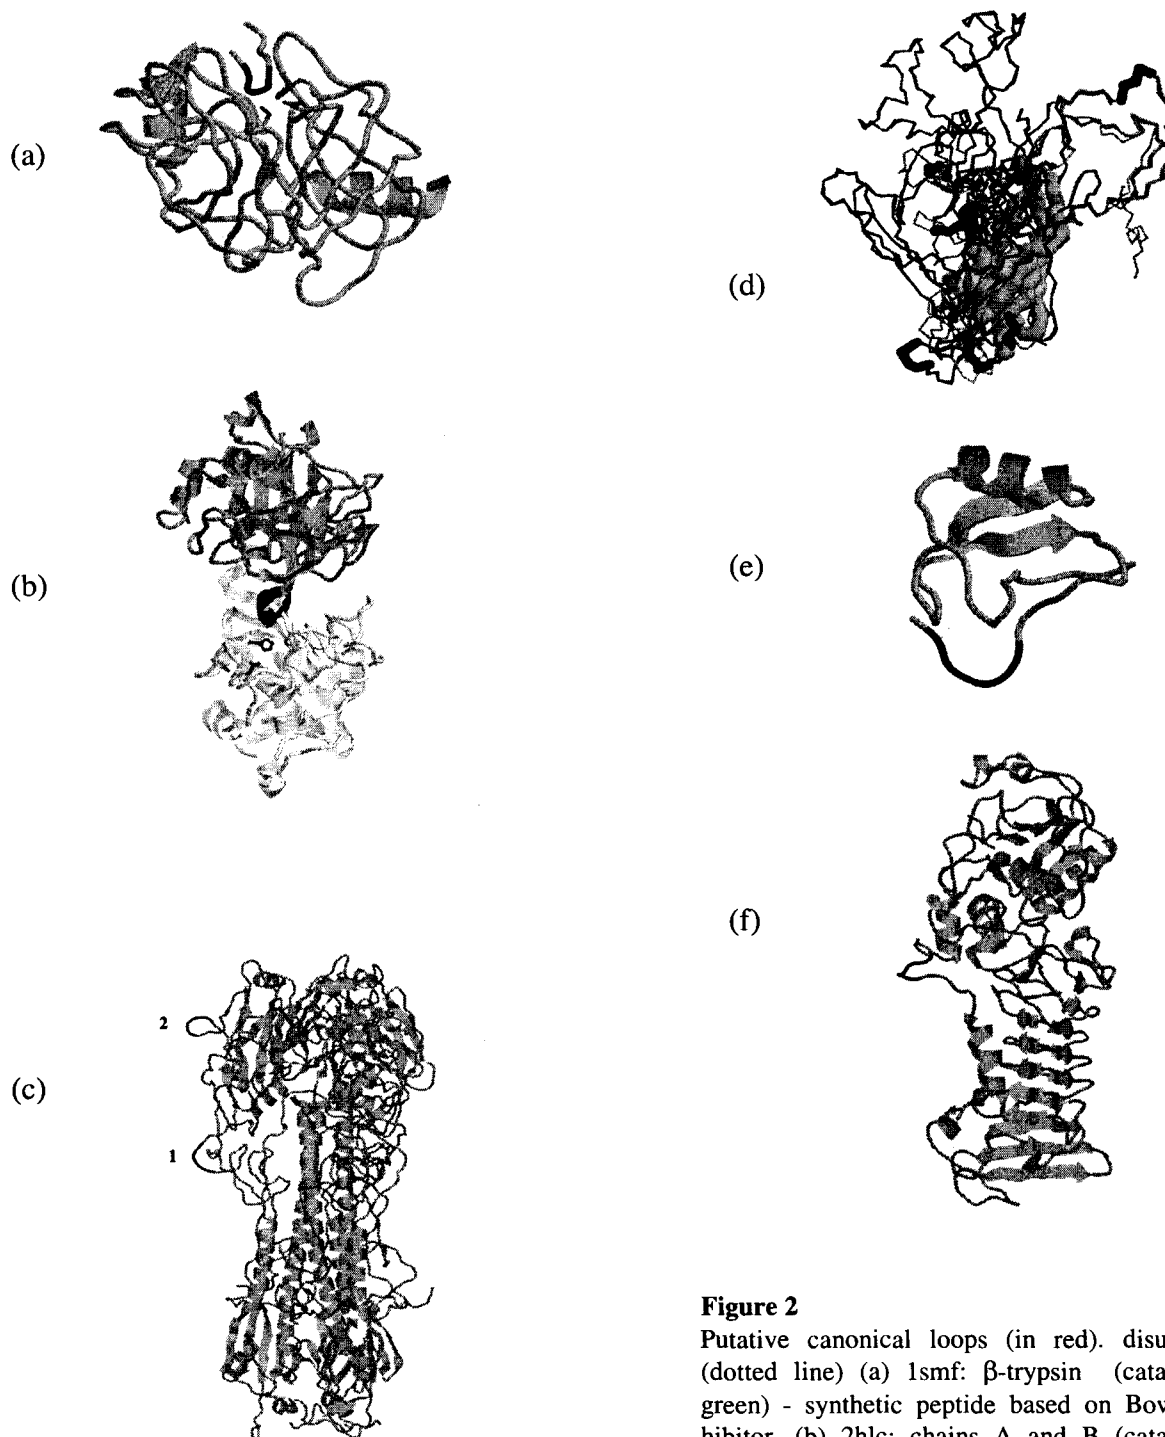 (a)
(b)
2
(c)
1
(d)
(e)
(f)
Figure 2
Putative canonical loops (in red). disu
(dotted line) (a) 1smf: β-trypsin (cata
green) - synthetic peptide based on Bow
hibitor. (b) 2hlc: chains A and B (cata